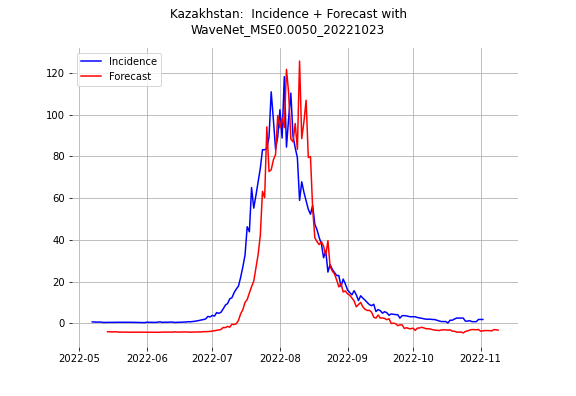 Kazakhstan:  Incidence + Forecast with
WaveNet_MSE0.0050_20221023
Incidence
Forecast
120
100
80
60
40
20
0
2022-05 2022-06 2022-07 2022-08 2022-09 2022-10 2022-11